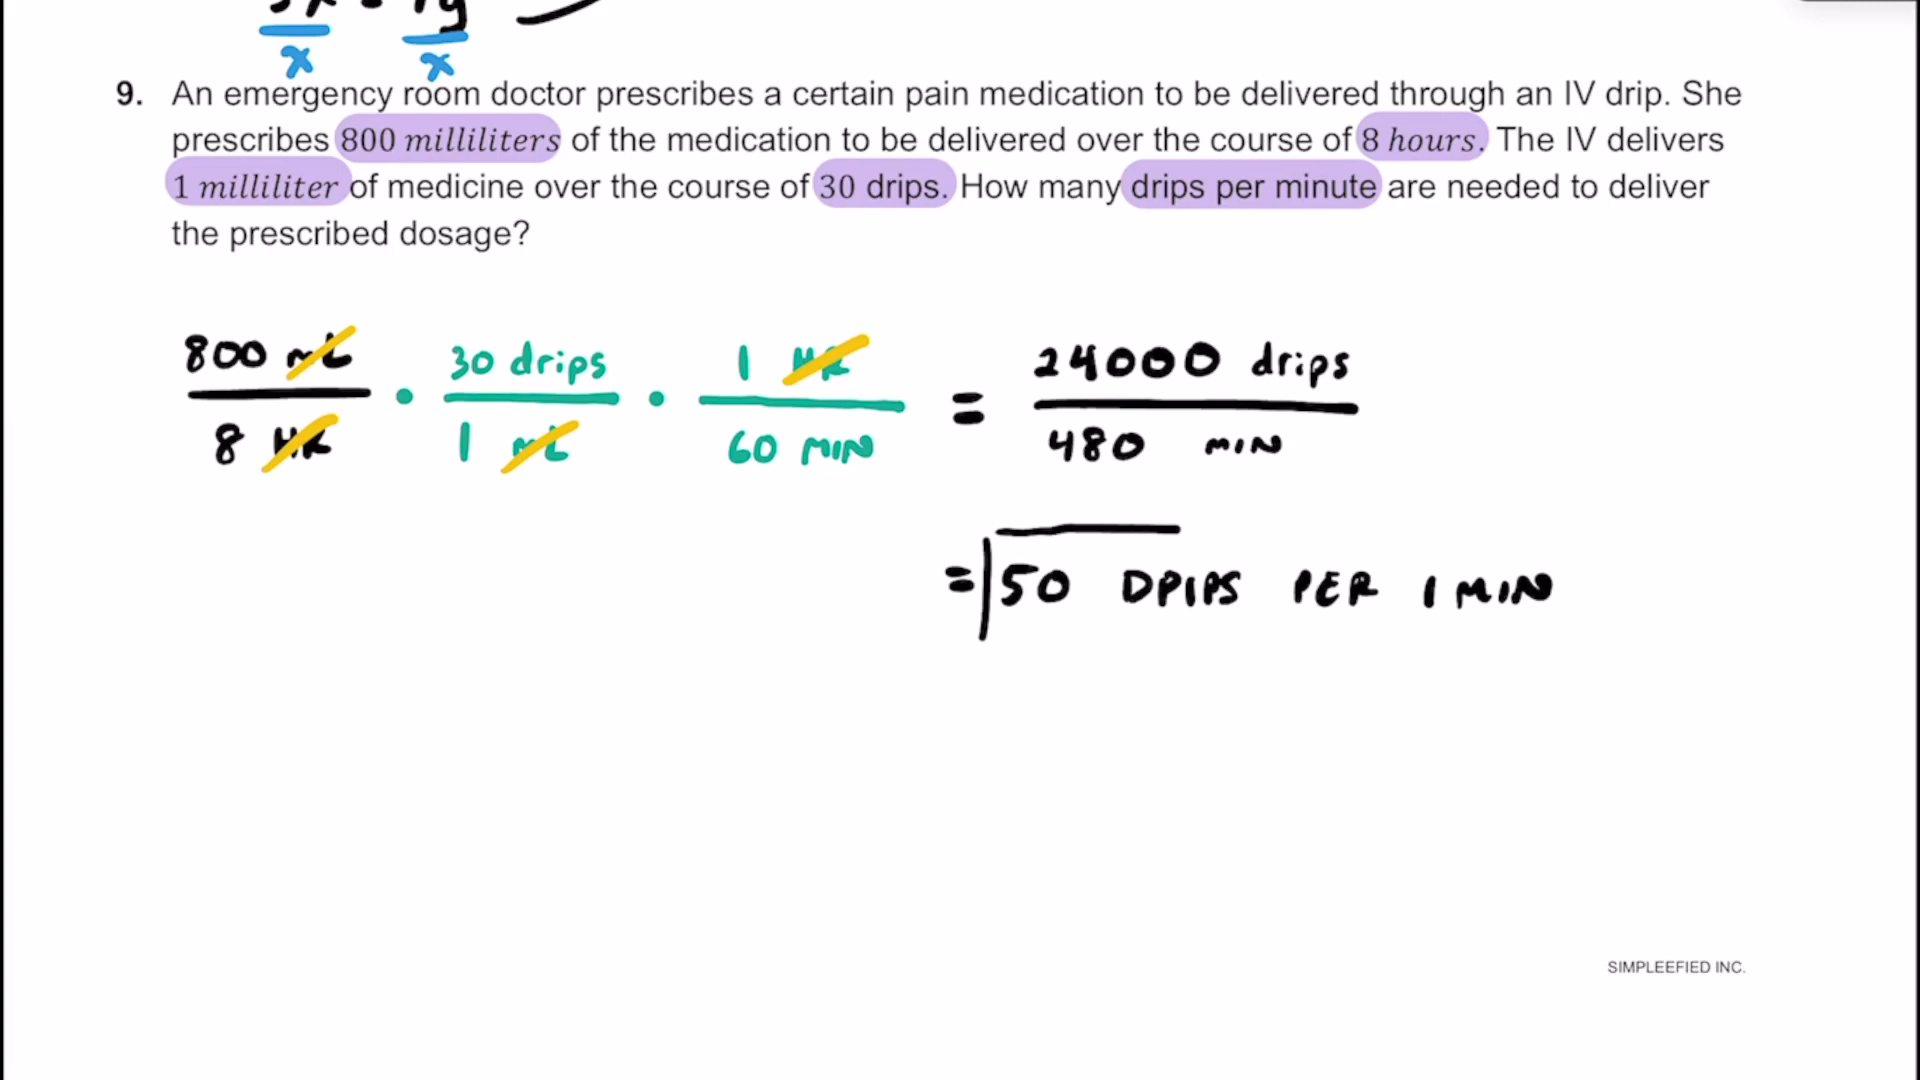 x x
9. An emergency room doctor prescribes a certain pain medication to be delivered through an IV drip. She
prescribes 800 milliliters of the medication to be delivered over the course of 8 hours. The IV delivers
1 milliliter of medicine over the course of 30 drips. How many drips per minute are needed to deliver
the prescribed dosage?
800 mL 30 drips 1 HR 24000 drips
· · =
8 HR 1 mL 60 MIN 480 MIN
= 50 DPIPS PER 1 MIN
SIMPLEEFIED INC.